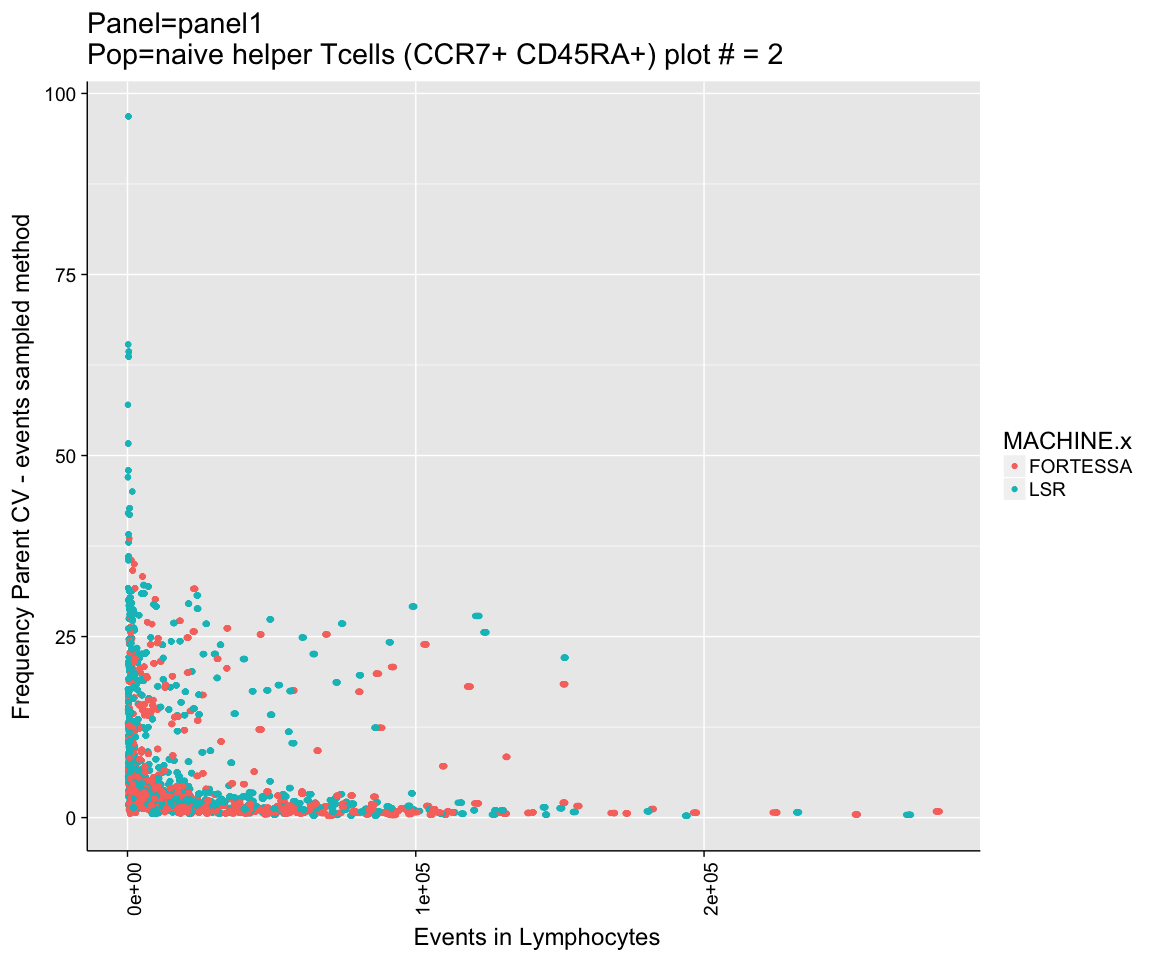 Panel=panel1
Pop=naive helper Tcells (CCR7+ CD45RA+) plot # = 2
Frequency Parent CV - events sampled method
100
75
50
25
0
0e+00
1e+05
2e+05
Events in Lymphocytes
MACHINE.x
FORTESSA
LSR